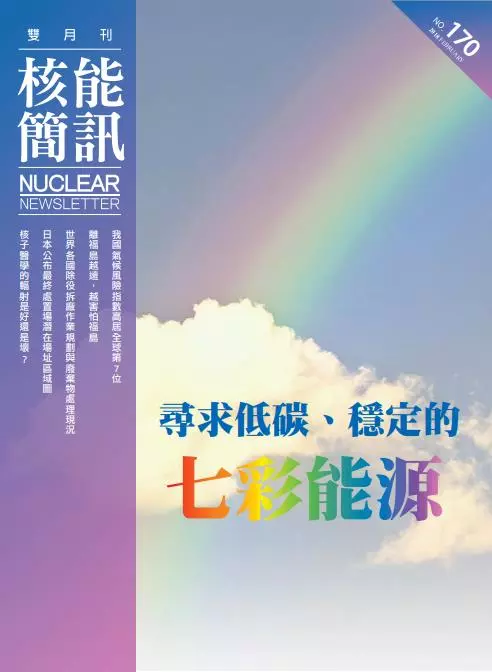 雙月刊
核能
簡訊
NUCLEAR
NEWSLETTER
NO. 170
2018 FEBRUARY
我國氣候風險指數高居全球第7位
離福島越遠，越害怕福島
世界各國除役拆廠作業規劃與廢棄物處理現況
日本公布最終處置場潛在場址區域圖
核子醫學的輻射是好還是壞？
尋求低碳、穩定的
七彩能源